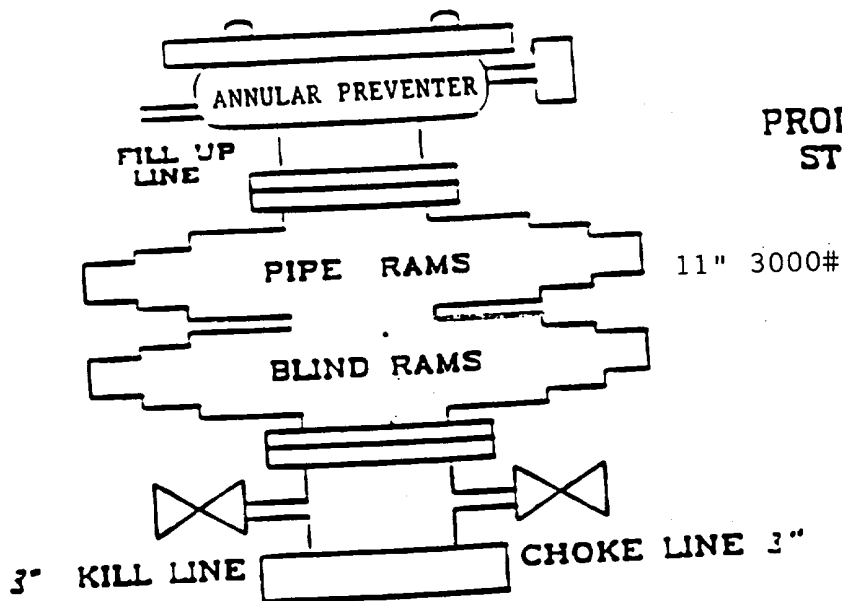 ANNULAR PREVENTER
FILL UP
LINE
PIPE RAMS
11" 3000#
BLIND RAMS
3" KILL LINE
CHOKE LINE 3"